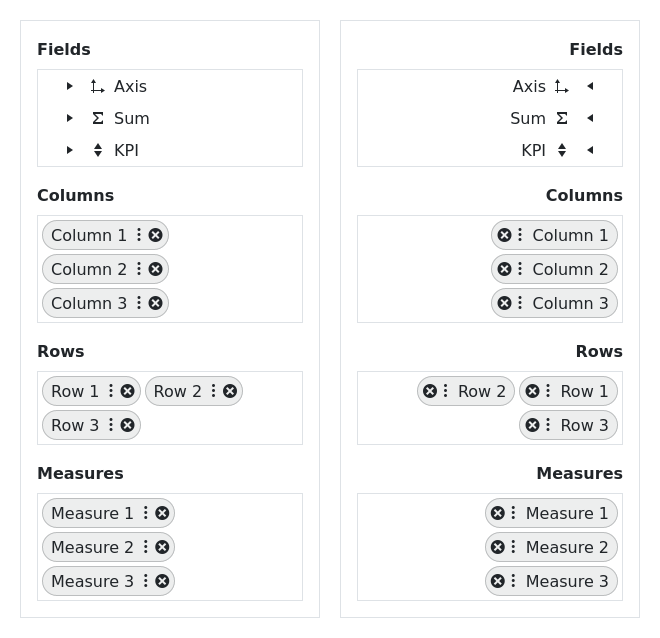 Fields
Axis
Sum
KPI
Columns
Column 1
Column 2
Column 3
Rows
Row 1 Row 2
Row 3
Measures
Measure 1
Measure 2
Measure 3
Fields
Axis
Sum
KPI
Columns
Column 1
Column 2
Column 3
Rows
Row 2 Row 1
Row 3
Measures
Measure 1
Measure 2
Measure 3